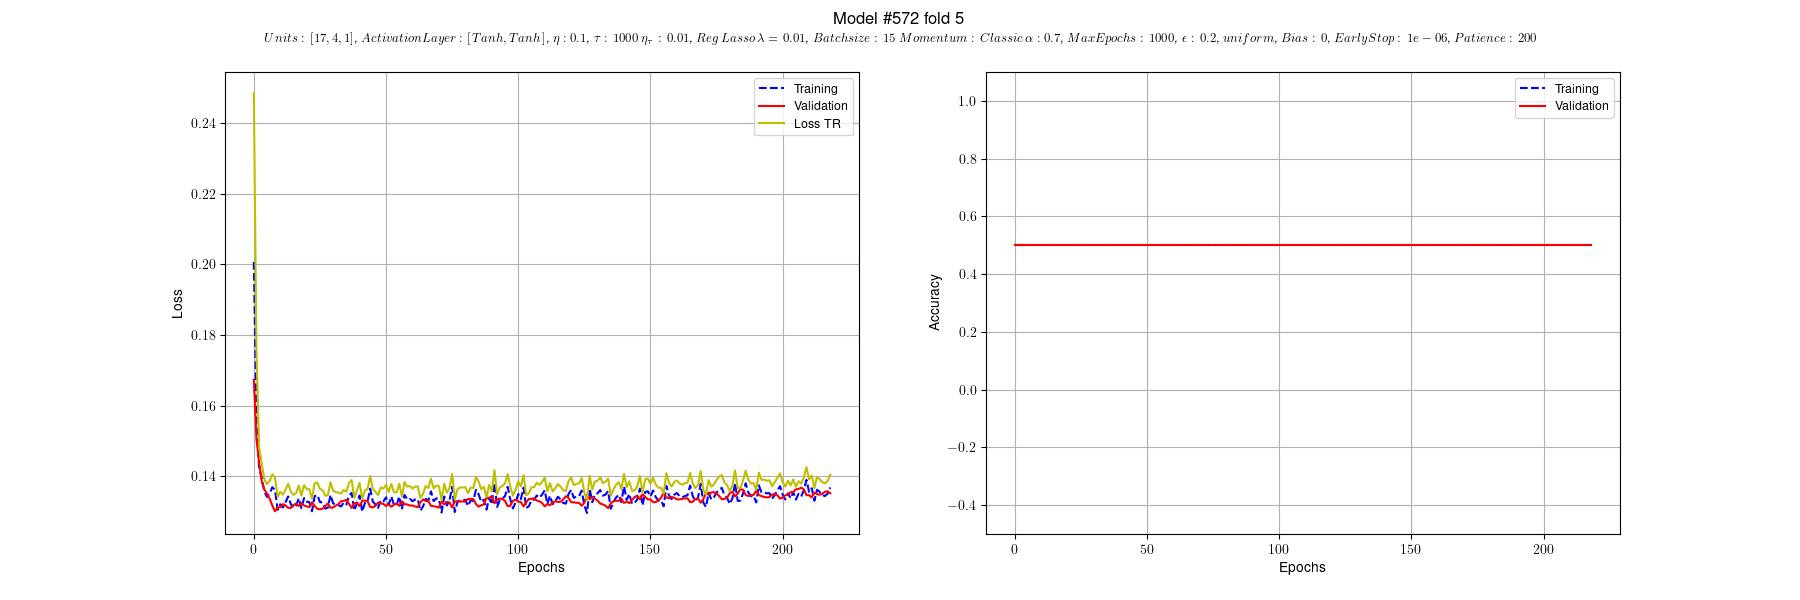 Model #572 fold 5
Units : [17, 4, 1], ActivationLayer : [Tanh, Tanh], η : 0.1, τ : 1000 ητ : 0.01, Reg Lasso λ = 0.01, Batchsize : 15 Momentum : Classic α : 0.7, MaxEpochs : 1000, ϵ : 0.2, uniform, Bias : 0, EarlyStop : 1e − 06, Patience : 200
Training
Validation
Loss TR
0.24
0.22
0.20
0.18
0.16
0.14
Loss
0
50
100
150
200
Epochs
Training
Validation
1.0
0.8
0.6
0.4
0.2
0.0
−0.2
−0.4
Accuracy
0
50
100
150
200
Epochs